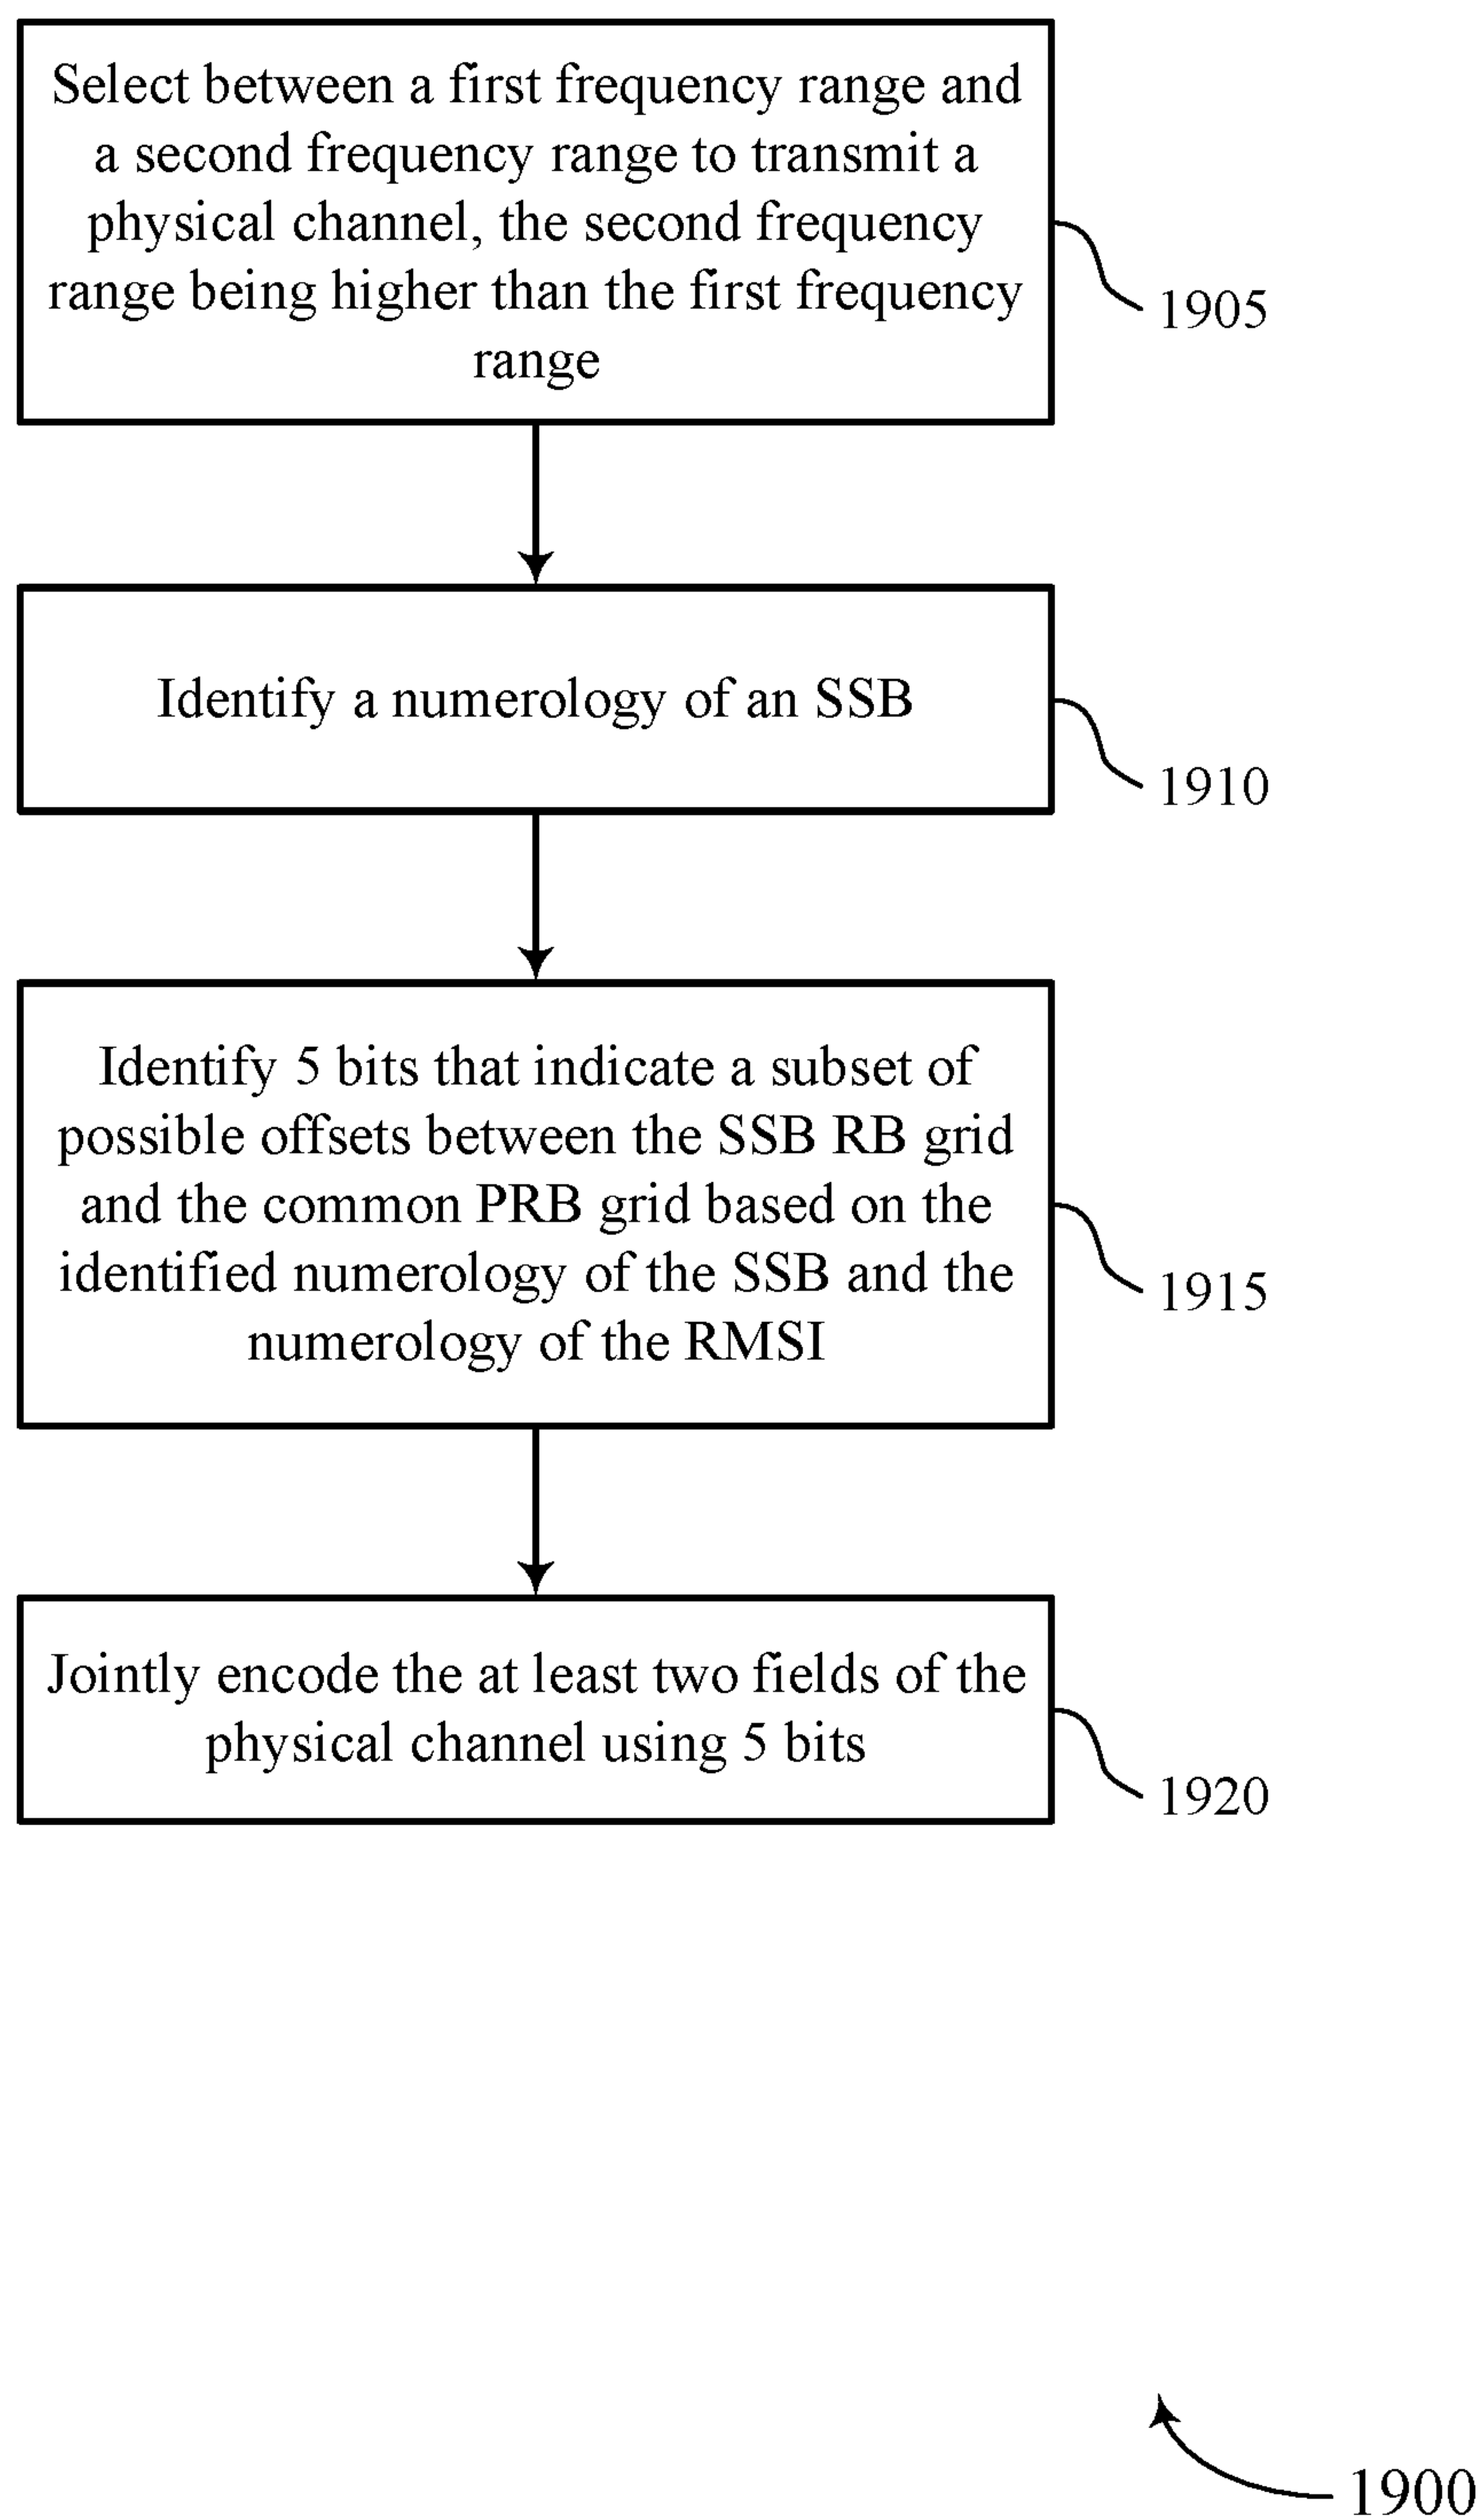 Select between a first frequency range and
a second frequency range to transmit a
physical channel, the second frequency
range being higher than the first frequency
range
1905
Identify a numerology of an SSB
1910
Identify 5 bits that indicate a subset of
possible offsets between the SSB RB grid
and the common PRB grid based on the
identified numerology of the SSB and the
numerology of the RMSI
1915
Jointly encode the at least two fields of the
physical channel using 5 bits
1920
1900